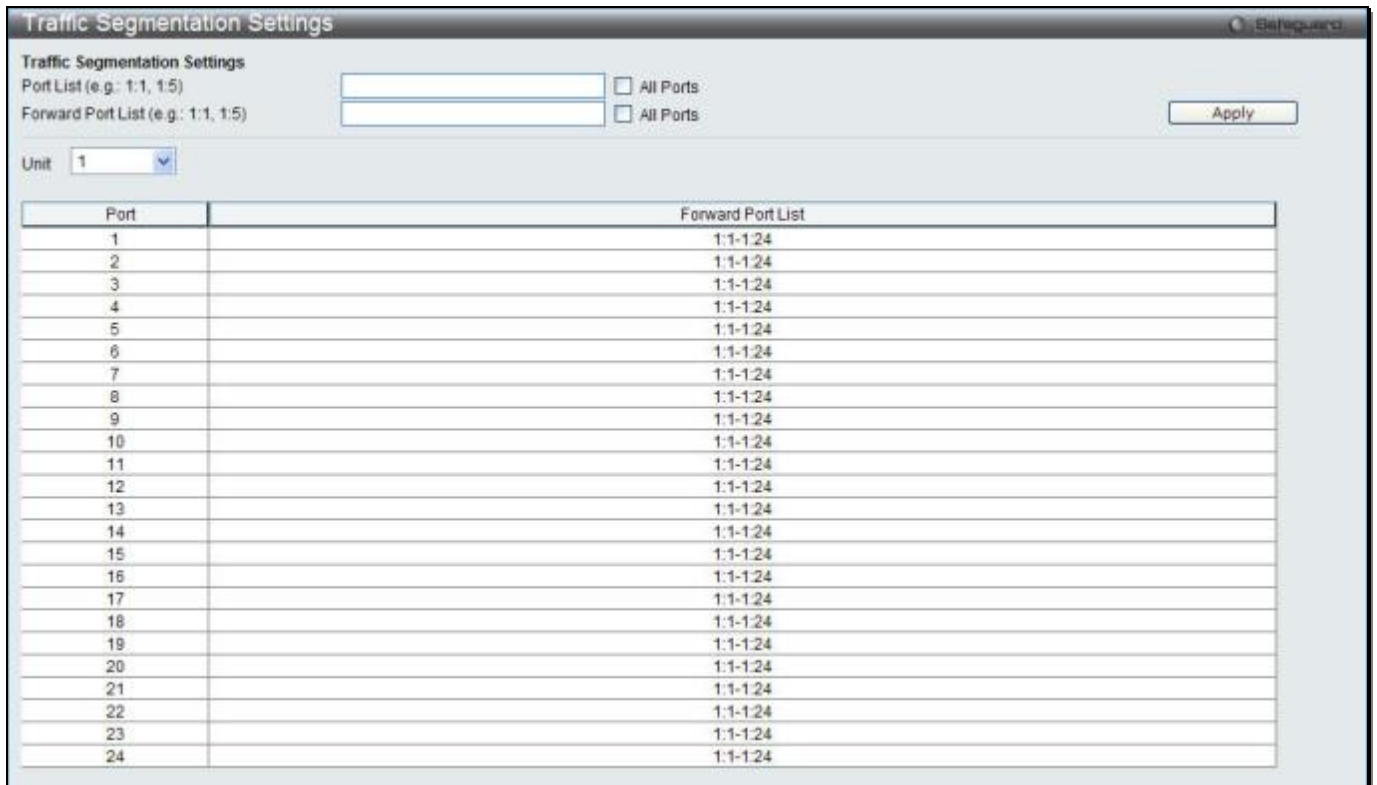 Traffic Segmentation Settings
Safeguard
Traffic Segmentation Settings
Port List (e.g.: 1:1, 1:5)
All Ports
Forward Port List (e.g.: 1:1, 1:5)
All Ports
Apply
Unit 1
Port Forward Port List
1 1:1-1:24
2 1:1-1:24
3 1:1-1:24
4 1:1-1:24
5 1:1-1:24
6 1:1-1:24
7 1:1-1:24
8 1:1-1:24
9 1:1-1:24
10 1:1-1:24
11 1:1-1:24
12 1:1-1:24
13 1:1-1:24
14 1:1-1:24
15 1:1-1:24
16 1:1-1:24
17 1:1-1:24
18 1:1-1:24
19 1:1-1:24
20 1:1-1:24
21 1:1-1:24
22 1:1-1:24
23 1:1-1:24
24 1:1-1:24